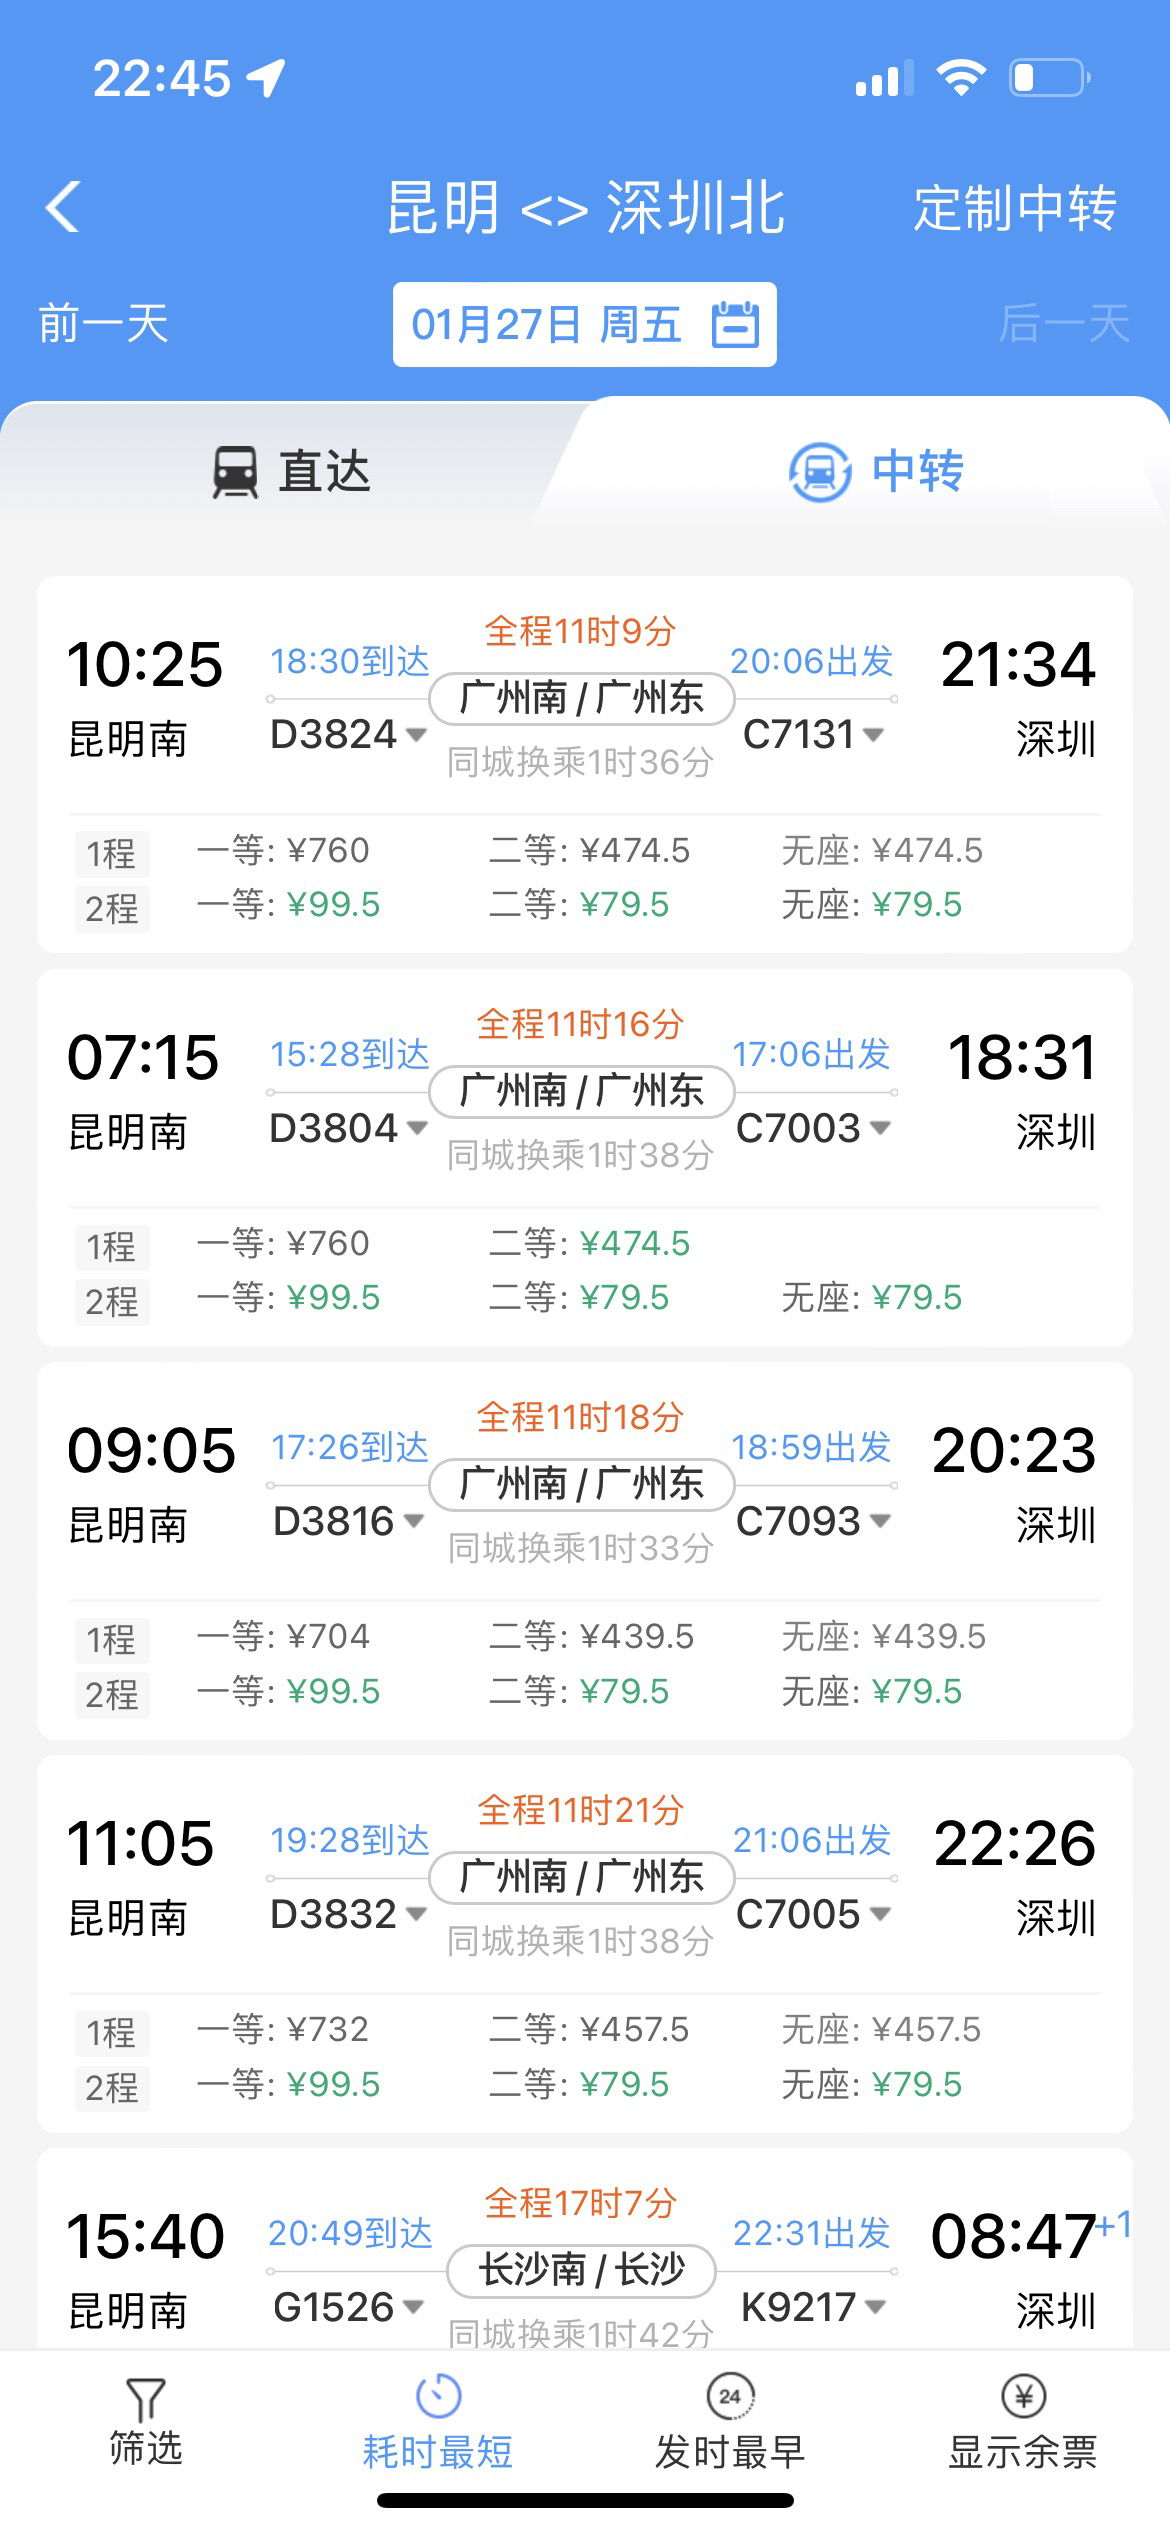 22:45
昆明 <> 深圳北
定制中转
前一天
01月27日 周五
后一天
直达
中转
全程11时9分
10:25
18:30到达
广州南 / 广州东
20:06出发
21:34
昆明南
D3824
同城换乘1时36分
C7131
深圳
1程 一等: ¥760 二等: ¥474.5 无座: ¥474.5
2程 一等: ¥99.5 二等: ¥79.5 无座: ¥79.5
全程11时16分
07:15
15:28到达
广州南 / 广州东
17:06出发
18:31
昆明南
D3804
同城换乘1时38分
C7003
深圳
1程 一等: ¥760 二等: ¥474.5
2程 一等: ¥99.5 二等: ¥79.5 无座: ¥79.5
全程11时18分
09:05
17:26到达
广州南 / 广州东
18:59出发
20:23
昆明南
D3816
同城换乘1时33分
C7093
深圳
1程 一等: ¥704 二等: ¥439.5 无座: ¥439.5
2程 一等: ¥99.5 二等: ¥79.5 无座: ¥79.5
全程11时21分
11:05
19:28到达
广州南 / 广州东
21:06出发
22:26
昆明南
D3832
同城换乘1时38分
C7005
深圳
1程 一等: ¥732 二等: ¥457.5 无座: ¥457.5
2程 一等: ¥99.5 二等: ¥79.5 无座: ¥79.5
全程17时7分
15:40
20:49到达
长沙南 / 长沙
22:31出发
08:47+1
昆明南
G1526
同城换乘1时42分
K9217
深圳
筛选
耗时最短
24
发时最早
¥
显示余票